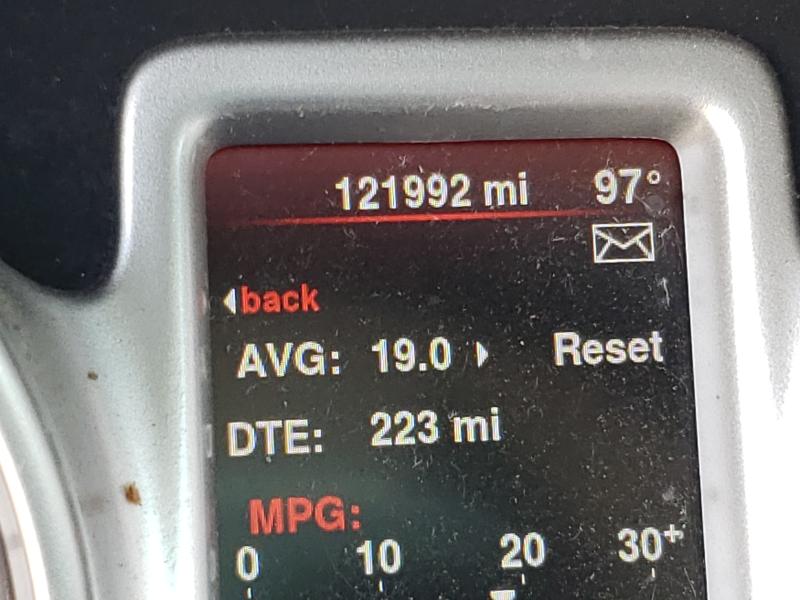 121992 mi 97°
back
AVG: 19.0 Reset
DTE: 223 mi
MPG:
0 10 20 30+